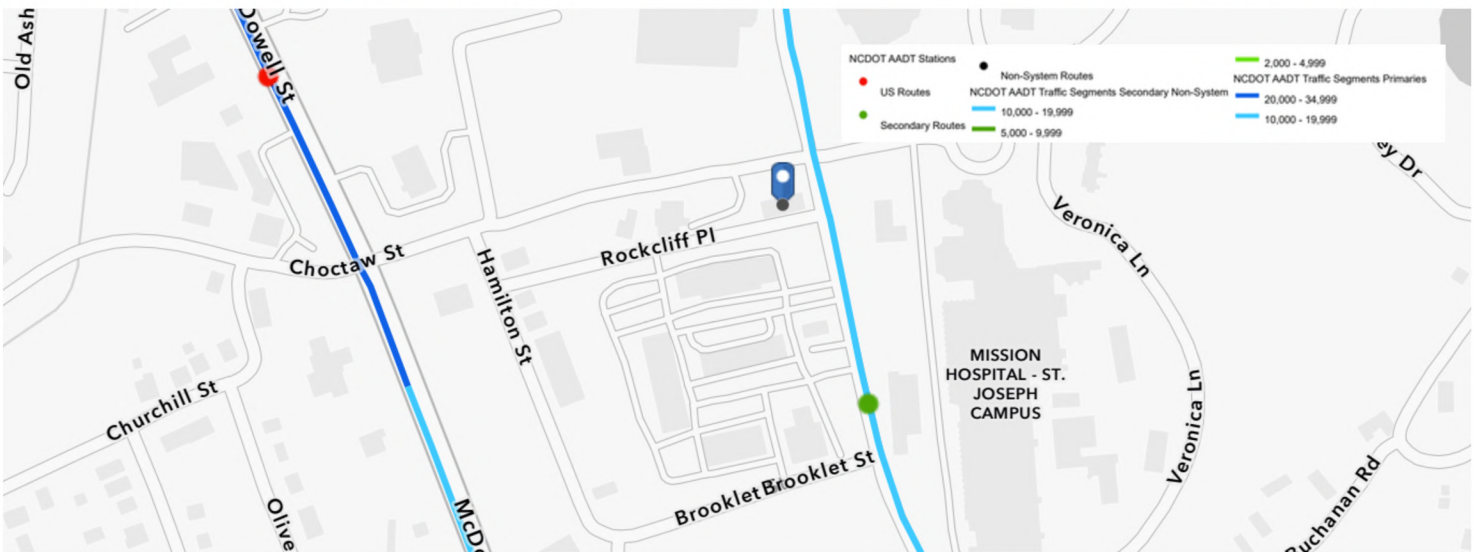 Old Ash
Dowell St
NCDOT AADT Stations
US Routes
Secondary Routes
Non-System Routes
NCDOT AADT Traffic Segments Secondary Non-System
10,000 - 19,999
5,000 - 9,999
2,000 - 4,999
NCDOT AADT Traffic Segments Primaries
20,000 - 34,999
10,000 - 19,999
ey Dr
Veronica Ln
Rockcliff Pl
Choctaw St
Hamilton St
MISSION
HOSPITAL - ST.
JOSEPH
CAMPUS
Churchill St
Veronica Ln
Brooklet
Brooklet St
Olive
McDo
Buchanan Rd